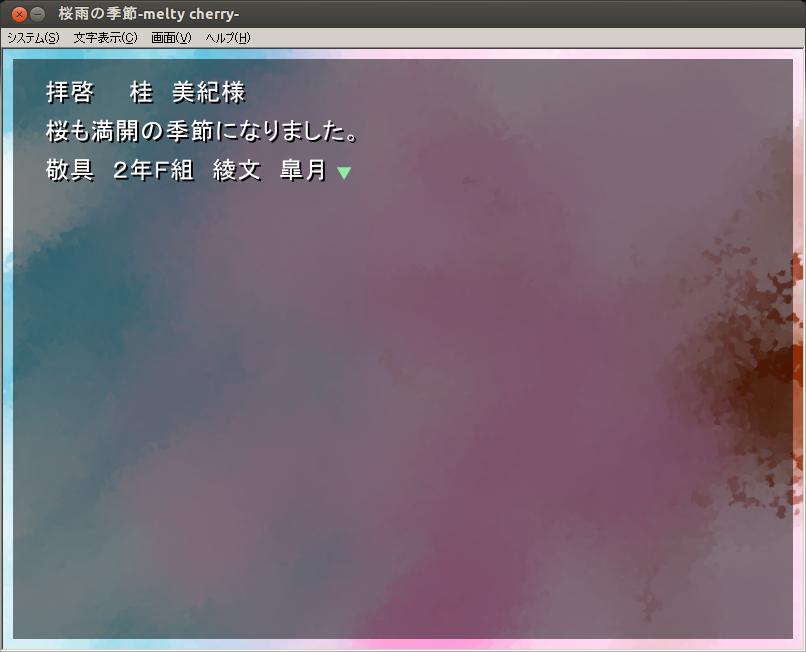 桜雨の季節-melty cherry-
システム(S) 文字表示(C) 画面(V) ヘルプ(H)
拝啓　桂　美紀様
桜も満開の季節になりました。
敬具　２年Ｆ組　綾文　皐月